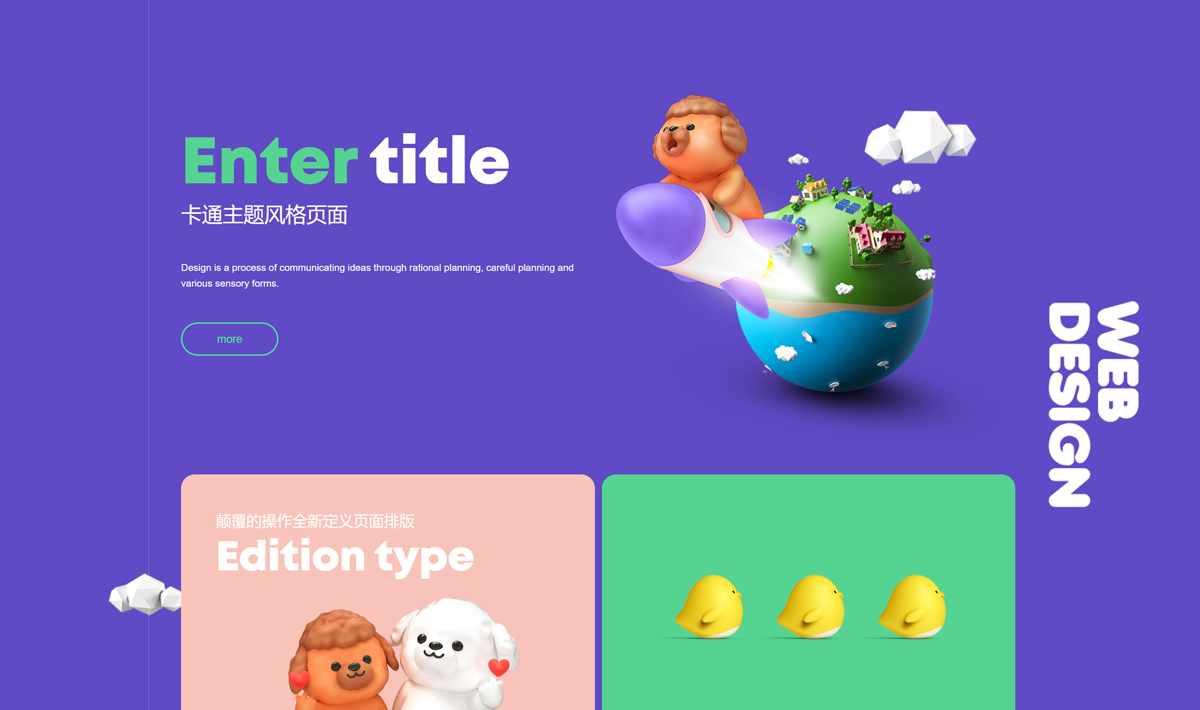 Enter title
卡通主题风格页面
Design is a process of communicating ideas through rational planning, careful planning and
various sensory forms.
more
WEB
DESIGN
颠覆的操作全新定义页面排版
Edition type